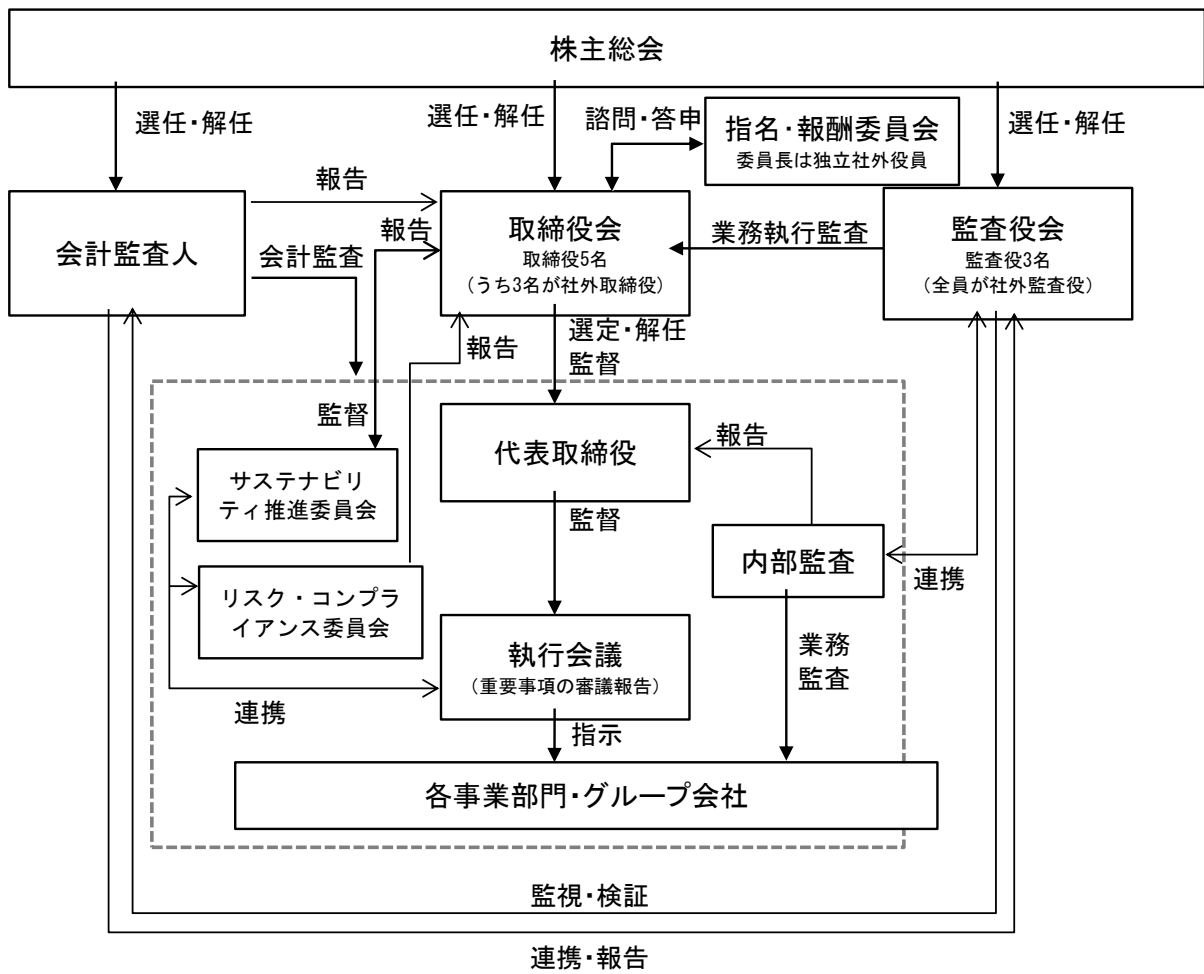 株主総会
選任・解任
選任・解任
諮問・答申
指名・報酬委員会
委員長は独立社外役員
選任・解任
報告
会計監査人
会計監査
報告
取締役会
取締役5名
（うち3名が社外取締役）
業務執行監査
監査役会
監査役3名
（全員が社外監査役）
選定・解任
監督
報告
監督
代表取締役
報告
サステナビリ
ティ推進委員会
監督
内部監査
連携
リスク・コンプラ
イアンス委員会
執行会議
（重要事項の審議報告）
業務
監査
連携
指示
各事業部門・グループ会社
監視・検証
連携・報告